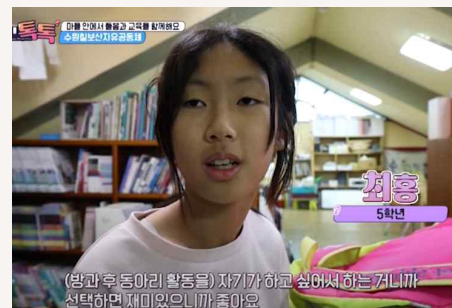 톡톡
마을 안에서 돌봄과 교육을 함께해요
수원칠보산자유공동체
최홍
5학년
(방과 후 동아리 활동을) 자기가 하고 싶어서 하는 거니까
선택하면 재미있으니까 좋아요